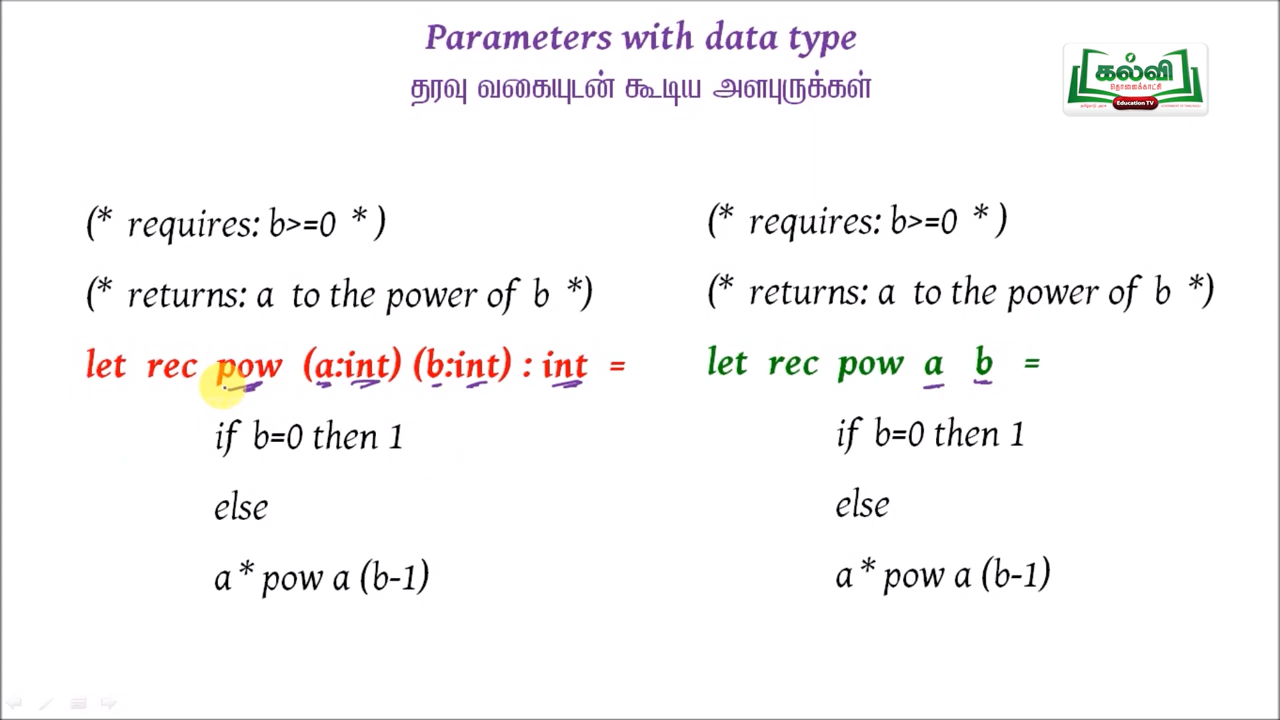 Parameters with data type
தரவு வகையுடன் கூடிய அளபுருக்கள்
கல்வி
தொலைக்காட்சி
Education TV
(* requires: b>=0 * )
(* returns: a to the power of b *)
let rec pow (a:int) (b:int) : int =
if b=0 then 1
else
a * pow a (b-1)
(* requires: b>=0 * )
(* returns: a to the power of b *)
let rec pow a b =
if b=0 then 1
else
a * pow a (b-1)